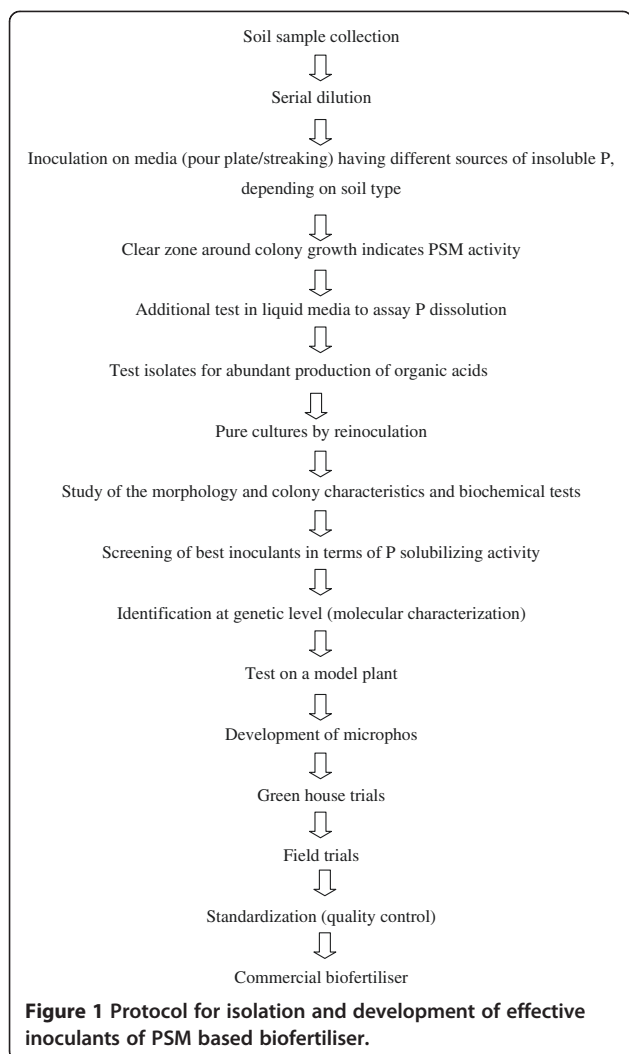 Soil sample collection
Serial dilution
Inoculation on media (pour plate/streaking) having different sources of insoluble P,
depending on soil type
Clear zone around colony growth indicates PSM activity
Additional test in liquid media to assay P dissolution
Test isolates for abundant production of organic acids
Pure cultures by reinoculation
Study of the morphology and colony characteristics and biochemical tests
Screening of best inoculants in terms of P solubilizing activity
Identification at genetic level (molecular characterization)
Test on a model plant
Development of microphos
Green house trials
Field trials
Standardization (quality control)
Commercial biofertiliser
Figure 1 Protocol for isolation and development of effective
inoculants of PSM based biofertiliser.